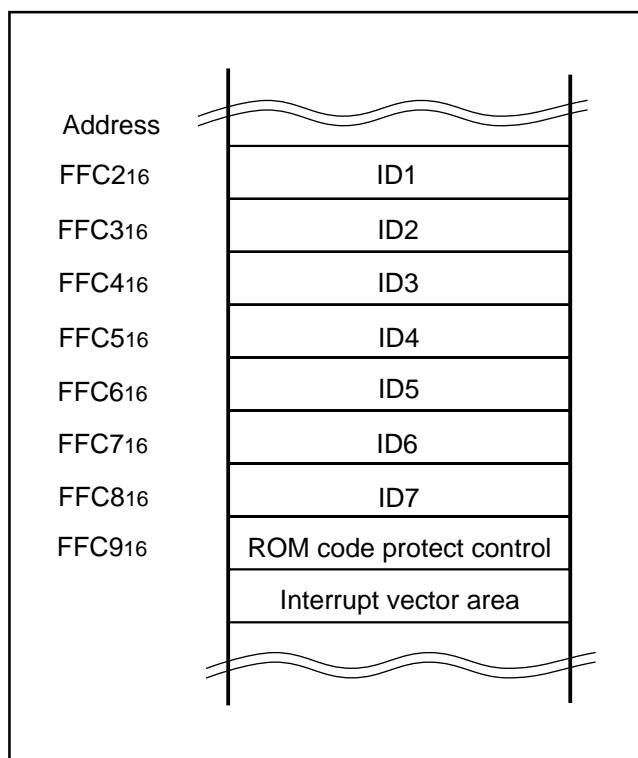 Address
FFC216 ID1
FFC316 ID2
FFC416 ID3
FFC516 ID4
FFC616 ID5
FFC716 ID6
FFC816 ID7
FFC916 ROM code protect control
Interrupt vector area